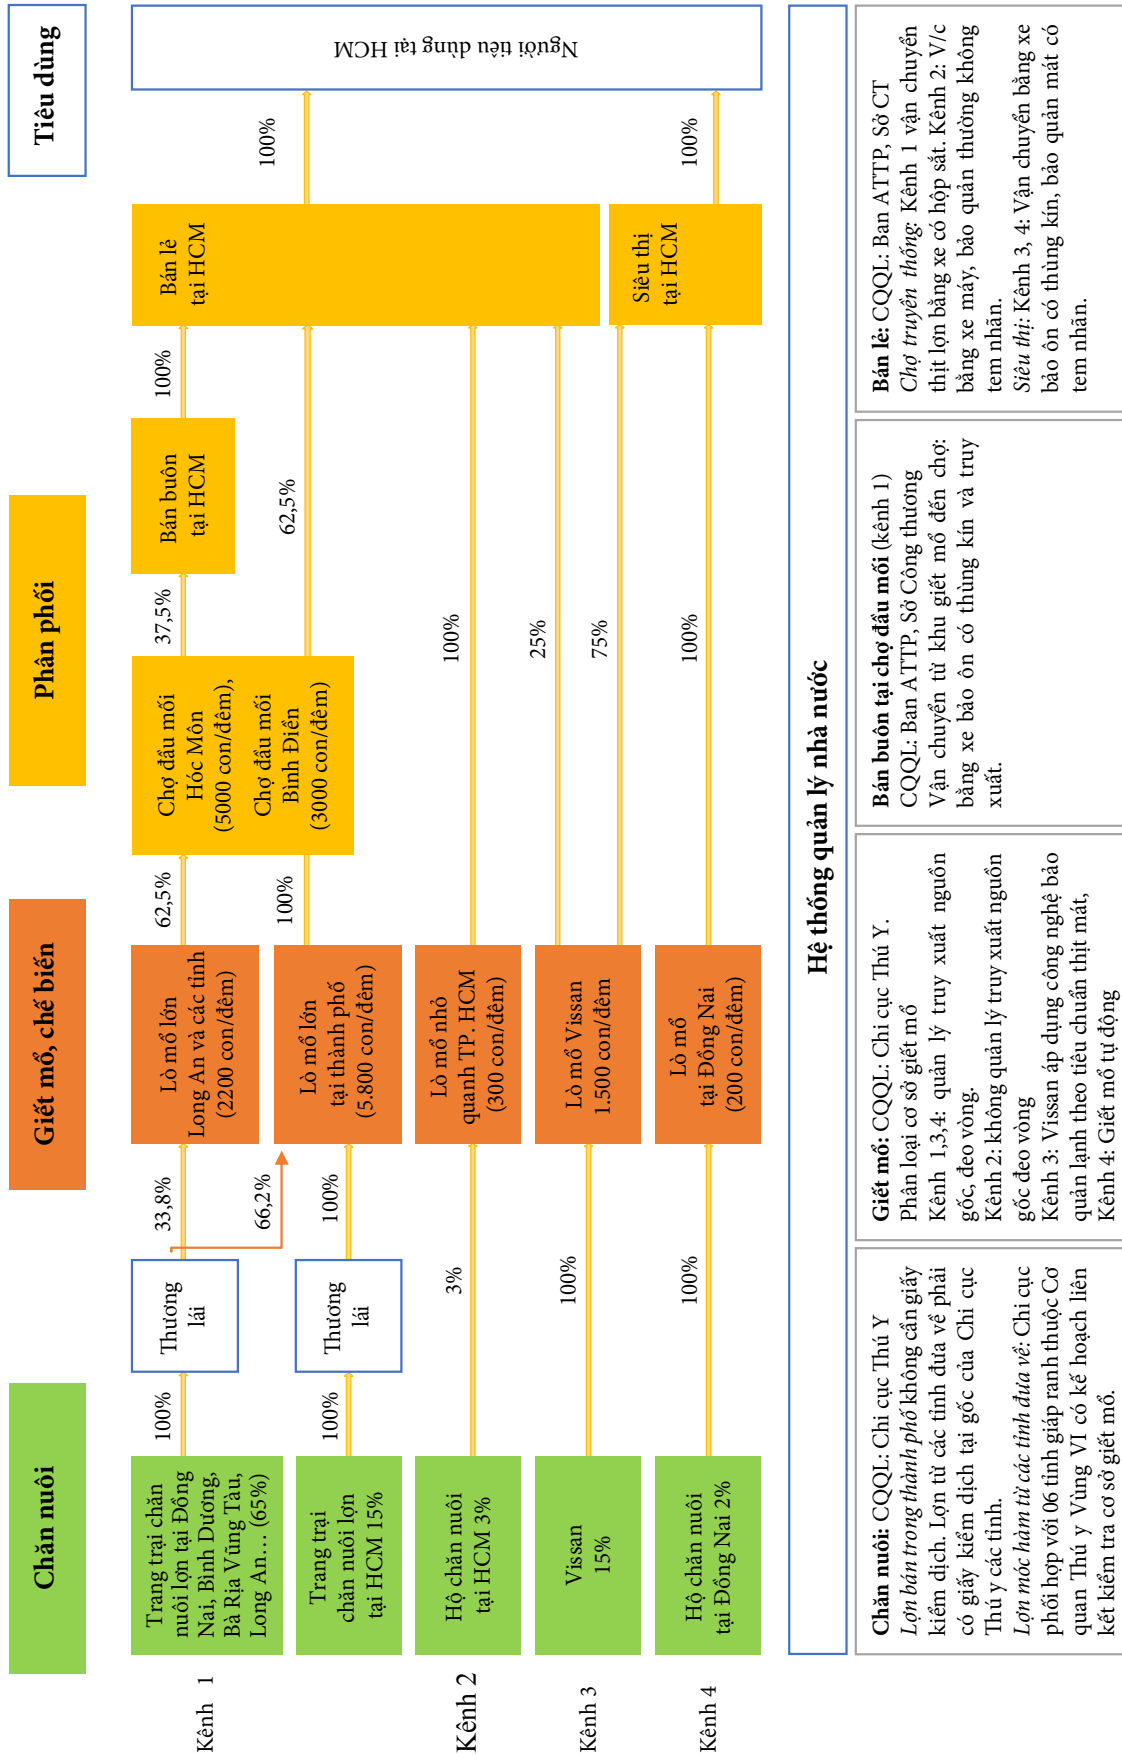 Chăn nuôi
Giết mổ, chế biến
Phân phối
Tiêu dùng
Kênh 1
Trang trại chăn
nuôi lợn tại Đồng
Nai, Bình Dương,
Bà Rịa Vũng Tàu,
Long An… (65%)
100%
Thương
lái
33,8%
66,2%
Lò mổ lớn
Long An và các tỉnh
(2200 con/đêm)
62,5%
Chợ đầu mối
Hóc Môn
(5000 con/đêm),
Chợ đầu mối
Bình Điền
(3000 con/đêm)
37,5%
Bán buôn
tại HCM
100%
Bán lẻ
tại HCM
100%
Người tiêu dùng tại HCM
Trang trại
chăn nuôi lợn
tại HCM 15%
100%
Thương
lái
100%
Lò mổ lớn
tại thành phố
(5.800 con/đêm)
100%
62,5%
Kênh 2
Hộ chăn nuôi
tại HCM 3%
3%
Lò mổ nhỏ
quanh TP. HCM
(300 con/đêm)
100%
Kênh 3
Vissan
15%
100%
Lò mổ Vissan
1.500 con/đêm
25%
75%
Siêu thị
tại HCM
100%
Kênh 4
Hộ chăn nuôi
tại Đồng Nai 2%
100%
Lò mổ
tại Đồng Nai
(200 con/đêm)
100%
Hệ thống quản lý nhà nước
Chăn nuôi: CQQL: Chi cục Thú Y
Lợn bán trong thành phố không cần giấy
kiểm dịch. Lợn từ các tỉnh đưa về phải
có giấy kiểm dịch tại gốc của Chi cục
Thú y các tỉnh.
Lợn móc hàm từ các tỉnh đưa về: Chi cục
phối hợp với 06 tỉnh giáp ranh thuộc Cơ
quan Thú y Vùng VI có kế hoạch liên
kết kiểm tra cơ sở giết mổ.
Giết mổ: CQQL: Chi cục Thú Y.
Phân loại cơ sở giết mổ
Kênh 1,3,4: quản lý truy xuất nguồn
gốc, đeo vòng.
Kênh 2: không quản lý truy xuất nguồn
gốc đeo vòng
Kênh 3: Vissan áp dụng công nghệ bảo
quản lạnh theo tiêu chuẩn thịt mát,
Kênh 4: Giết mổ tự động
Bán buôn tại chợ đầu mối (kênh 1)
CQQL: Ban ATTP, Sở Công thương
Vận chuyển từ khu giết mổ đến chợ:
bằng xe bảo ôn có thùng kín và truy
xuất.
Bán lẻ: CQQL: Ban ATTP, Sở CT
Chợ truyền thống: Kênh 1 vận chuyển
thịt lợn bằng xe có hộp sắt. Kênh 2: V/c
bằng xe máy, bảo quản thường không
tem nhãn.
Siêu thị: Kênh 3, 4: Vận chuyển bằng xe
bảo ôn có thùng kín, bảo quản mát có
tem nhãn.